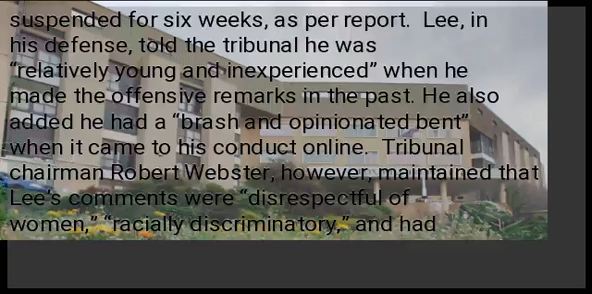 suspended for six weeks, as per report.  Lee, in
his defense, told the tribunal he was
“relatively young and inexperienced” when he
made the offensive remarks in the past. He also
added he had a “brash and opinionated bent”
when it came to his conduct online.  Tribunal
chairman Robert Webster, however, maintained that
Lee's comments were “disrespectful of
women,” “racially discriminatory,” and had